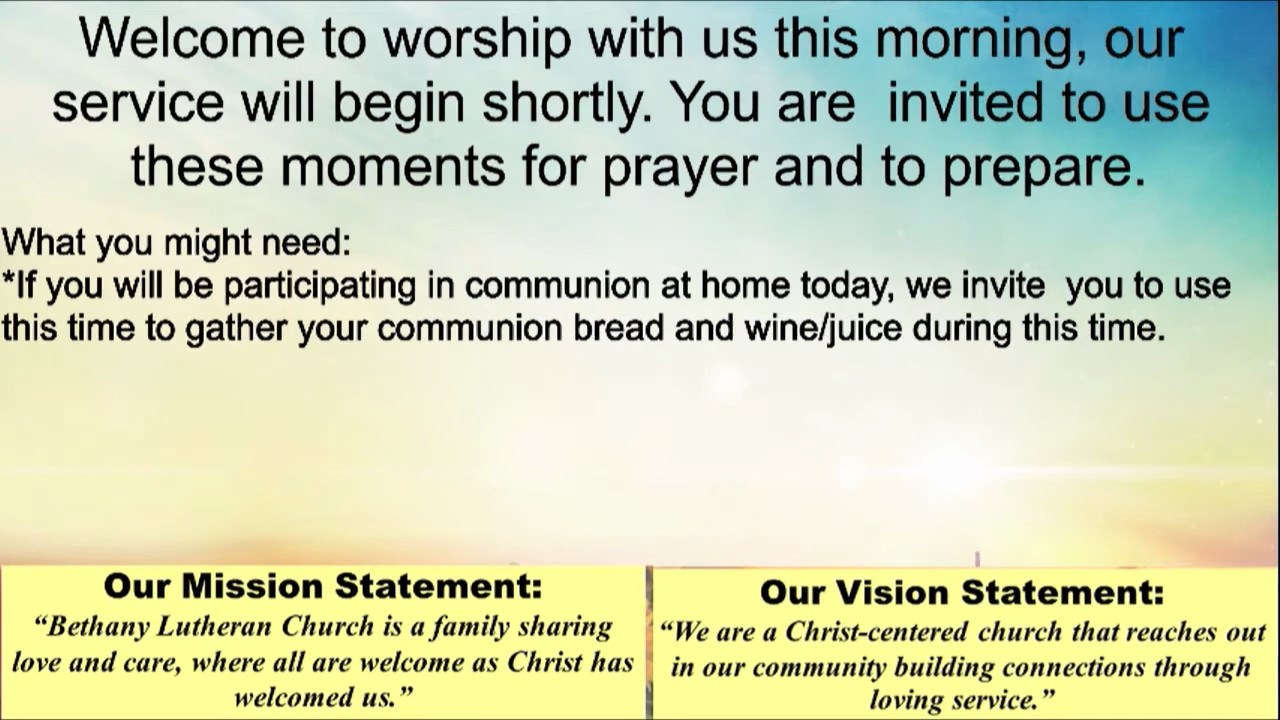 Welcome to worship with us this morning, our
service will begin shortly. You are  invited to use
these moments for prayer and to prepare.
What you might need:
*If you will be participating in communion at home today, we invite  you to use
this time to gather your communion bread and wine/juice during this time.
Our Mission Statement:
“Bethany Lutheran Church is a family sharing
love and care, where all are welcome as Christ has
welcomed us.”
Our Vision Statement:
“We are a Christ-centered church that reaches out
in our community building connections through
loving service.”